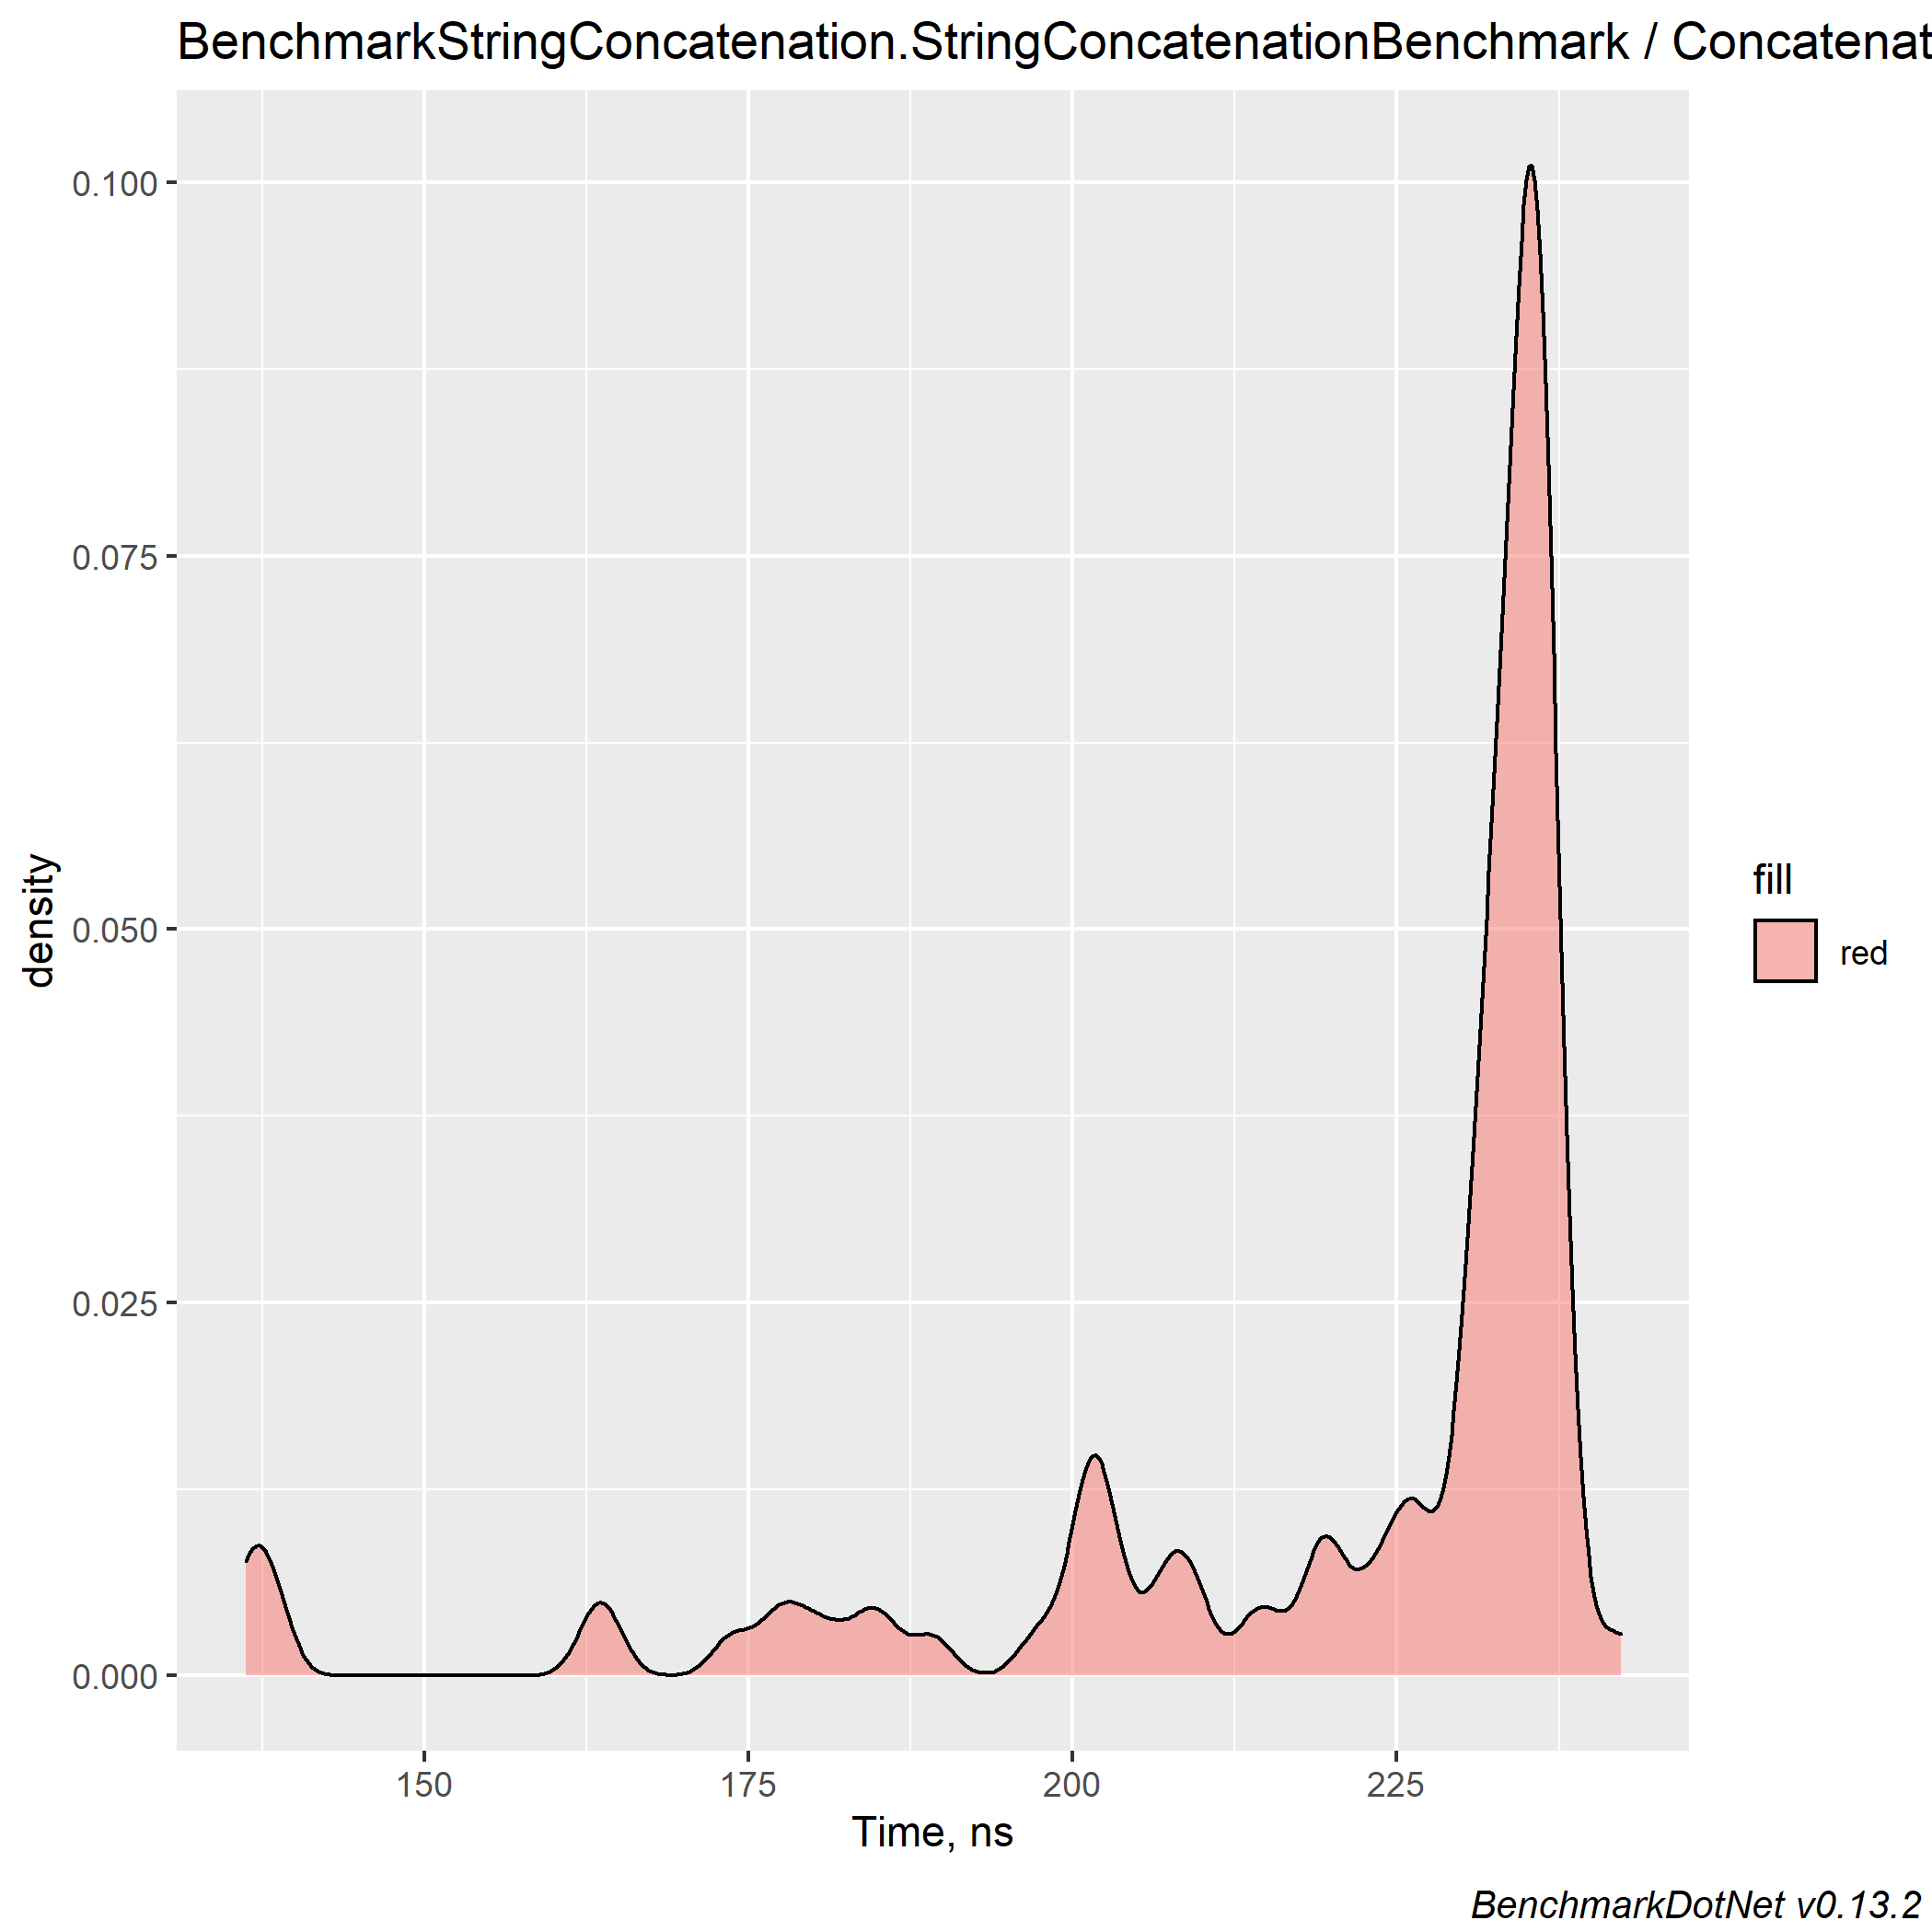 BenchmarkStringConcatenation.StringConcatenationBenchmark / Concatenat
0.100
0.075
0.050
0.025
0.000
density
150 175 200 225
Time, ns
fill
red
BenchmarkDotNet v0.13.2